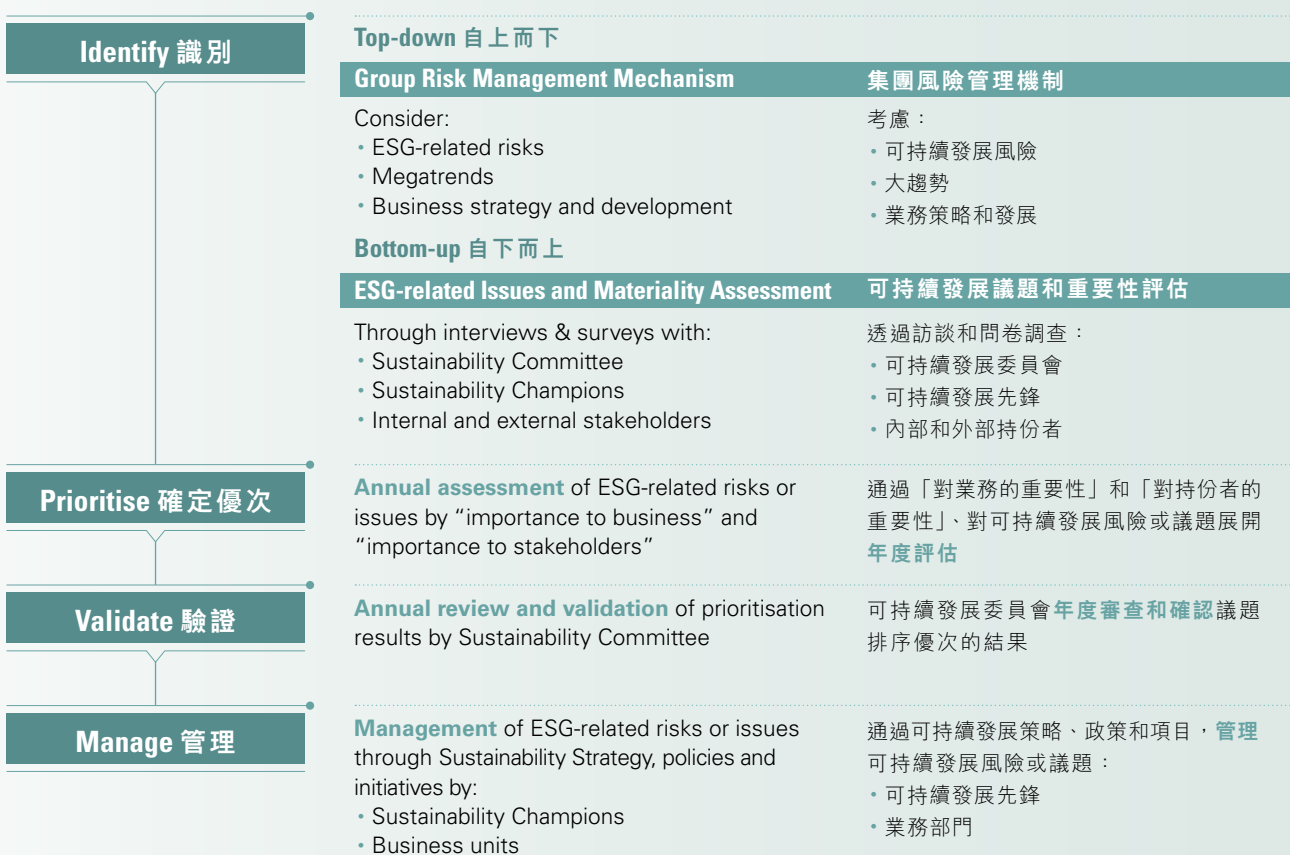 Identify 識別
Top-down 自上而下
Group Risk Management Mechanism
集團風險管理機制
Consider:
• ESG-related risks
• Megatrends
• Business strategy and development
考慮：
• 可持續發展風險
• 大趨勢
• 業務策略和發展
Bottom-up 自下而上
ESG-related Issues and Materiality Assessment
可持續發展議題和重要性評估
Through interviews & surveys with:
• Sustainability Committee
• Sustainability Champions
• Internal and external stakeholders
透過訪談和問卷調查：
• 可持續發展委員會
• 可持續發展先鋒
• 內部和外部持份者
Prioritise 確定優次
Annual assessment of ESG-related risks or
issues by “importance to business” and
“importance to stakeholders”
通過「對業務的重要性」和「對持份者的
重要性」、對可持續發展風險或議題展開
年度評估
Validate 驗證
Annual review and validation of prioritisation
results by Sustainability Committee
可持續發展委員會年度審查和確認議題
排序優次的結果
Manage 管理
Management of ESG-related risks or issues
through Sustainability Strategy, policies and
initiatives by:
• Sustainability Champions
• Business units
通過可持續發展策略、政策和項目，管理
可持續發展風險或議題：
• 可持續發展先鋒
• 業務部門